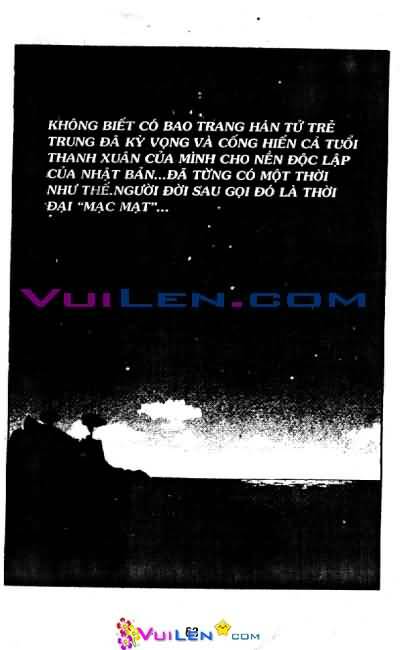 KHÔNG BIẾT CÓ BAO TRANG HÁN TỬ TRẺ
TRUNG ĐÃ KỲ VỌNG VÀ CỐNG HIẾN CẢ TUỔI
THANH XUÂN CỦA MÌNH CHO NỀN ĐỘC LẬP
CỦA NHẬT BẢN...ĐÃ TỪNG CÓ MỘT THỜI
NHƯ THẾ.NGƯỜI ĐỜI SAU GỌI ĐÓ LÀ THỜI
ĐẠI "MẠC MẠT"...
VUILEN.COM
VUILEN.COM